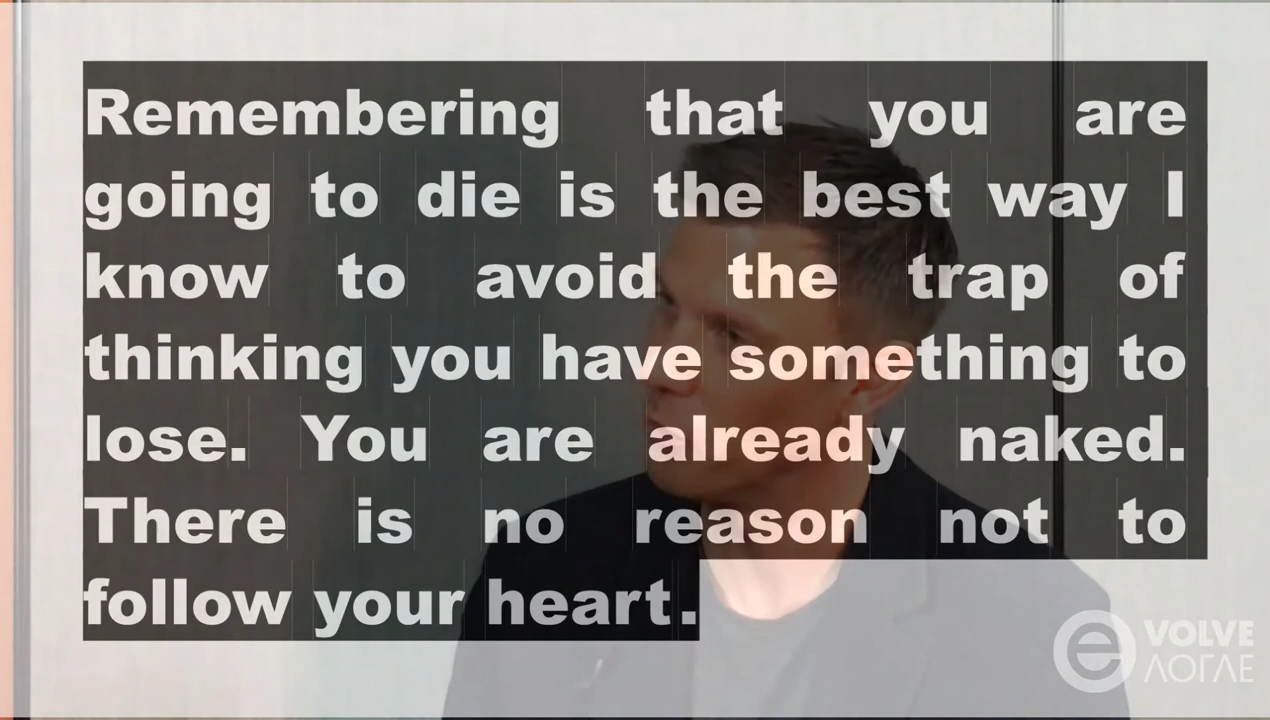 Remembering that you are
going to die is the best way I
know to avoid the trap of
thinking you have something to
lose. You are already naked.
There is no reason not to
follow your heart.
e VOLVE